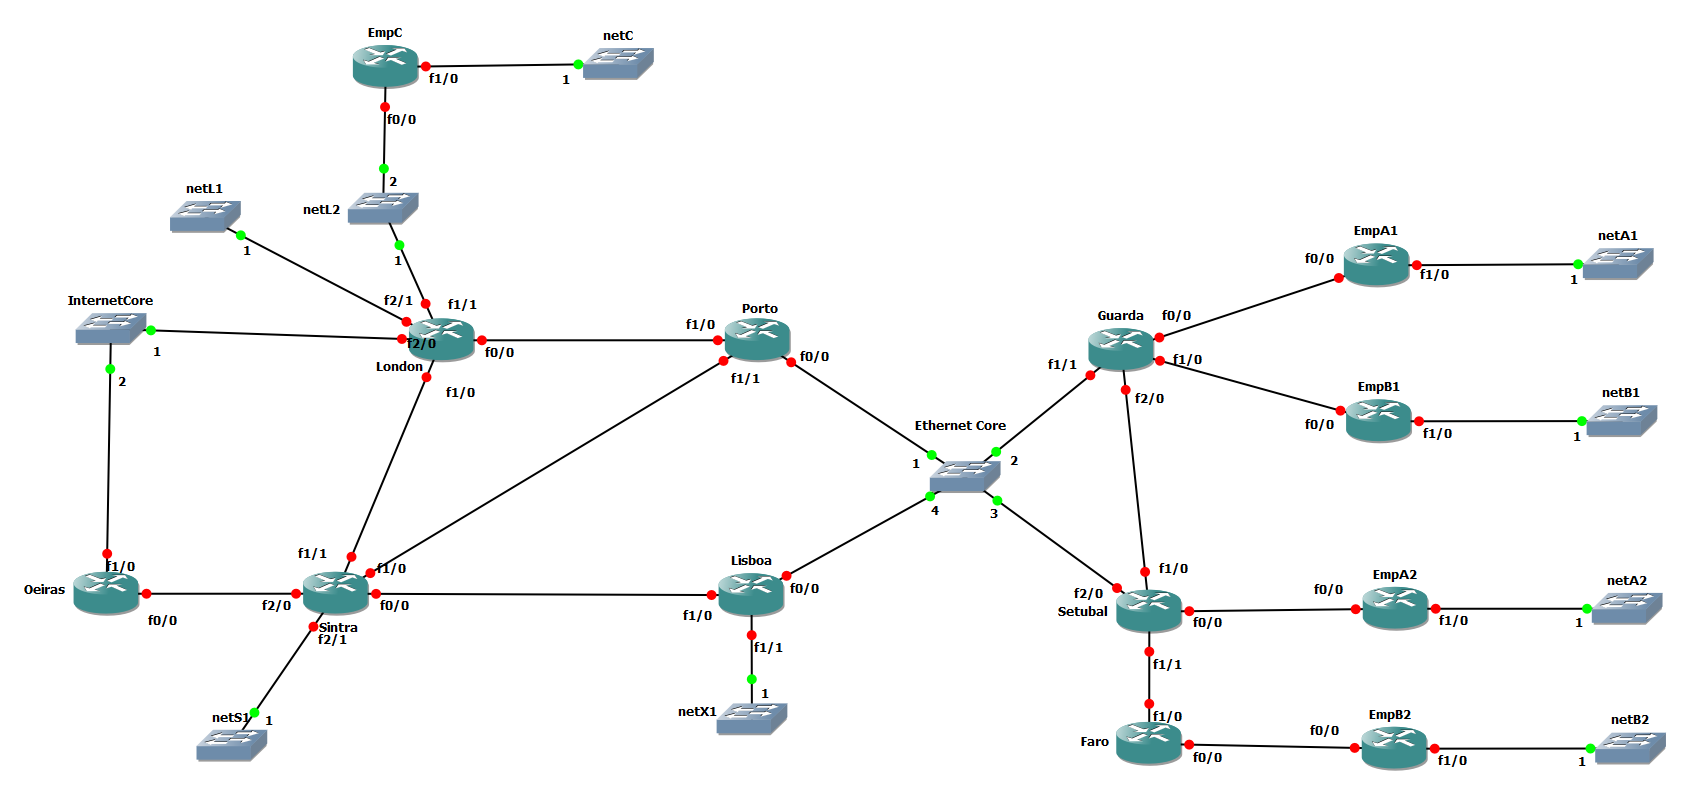 EmpC
netC
f1/0
1
f0/0
2
netL1
netL2
1
1
f2/1
f1/1
InternetCore
1
f2/0
f0/0
London
f1/0
2
Porto
f1/0
f0/0
f1/1
EmpA1
netA1
f0/0
f1/0
1
Guarda
f0/0
f1/1
f1/0
f2/0
EmpB1
netB1
f0/0
f1/0
1
Ethernet Core
1
2
4
3
f1/0
Oeiras
f0/0
f1/1
f1/0
f2/0
f0/0
Sintra
f2/1
netS1
1
Lisboa
f0/0
f1/0
f1/1
netX1
1
f1/0
f2/0
Setubal
f0/0
f1/1
EmpA2
netA2
f0/0
f1/0
1
f1/0
Faro
f0/0
EmpB2
netB2
f0/0
f1/0
1